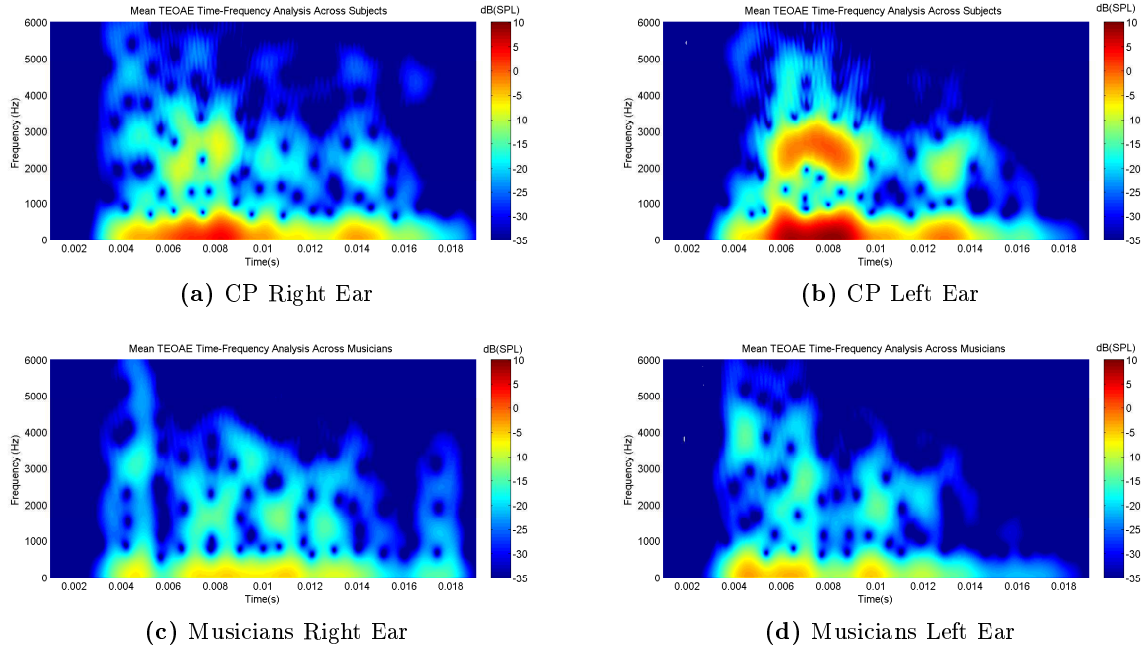 Mean TEOAE Time-Frequency Analysis Across Subjects
dB(SPL)
Frequency (Hz)
6000
5000
4000
3000
2000
1000
0
0.002 0.004 0.006 0.008 0.01 0.012 0.014 0.016 0.018
Time(s)
10
5
0
-5
-10
-15
-20
-25
-30
-35
(a) CP Right Ear
Mean TEOAE Time-Frequency Analysis Across Subjects
dB(SPL)
Frequency (Hz)
6000
5000
4000
3000
2000
1000
0
0.002 0.004 0.006 0.008 0.01 0.012 0.014 0.016 0.018
Time(s)
10
5
0
-5
-10
-15
-20
-25
-30
-35
(b) CP Left Ear
Mean TEOAE Time-Frequency Analysis Across Musicians
dB(SPL)
Frequency (Hz)
6000
5000
4000
3000
2000
1000
0
0.002 0.004 0.006 0.008 0.01 0.012 0.014 0.016 0.018
Time(s)
10
5
0
-5
-10
-15
-20
-25
-30
-35
(c) Musicians Right Ear
Mean TEOAE Time-Frequency Analysis Across Musicians
dB(SPL)
Frequency (Hz)
6000
5000
4000
3000
2000
1000
0
0.002 0.004 0.006 0.008 0.01 0.012 0.014 0.016 0.018
Time(s)
10
5
0
-5
-10
-15
-20
-25
-30
-35
(d) Musicians Left Ear